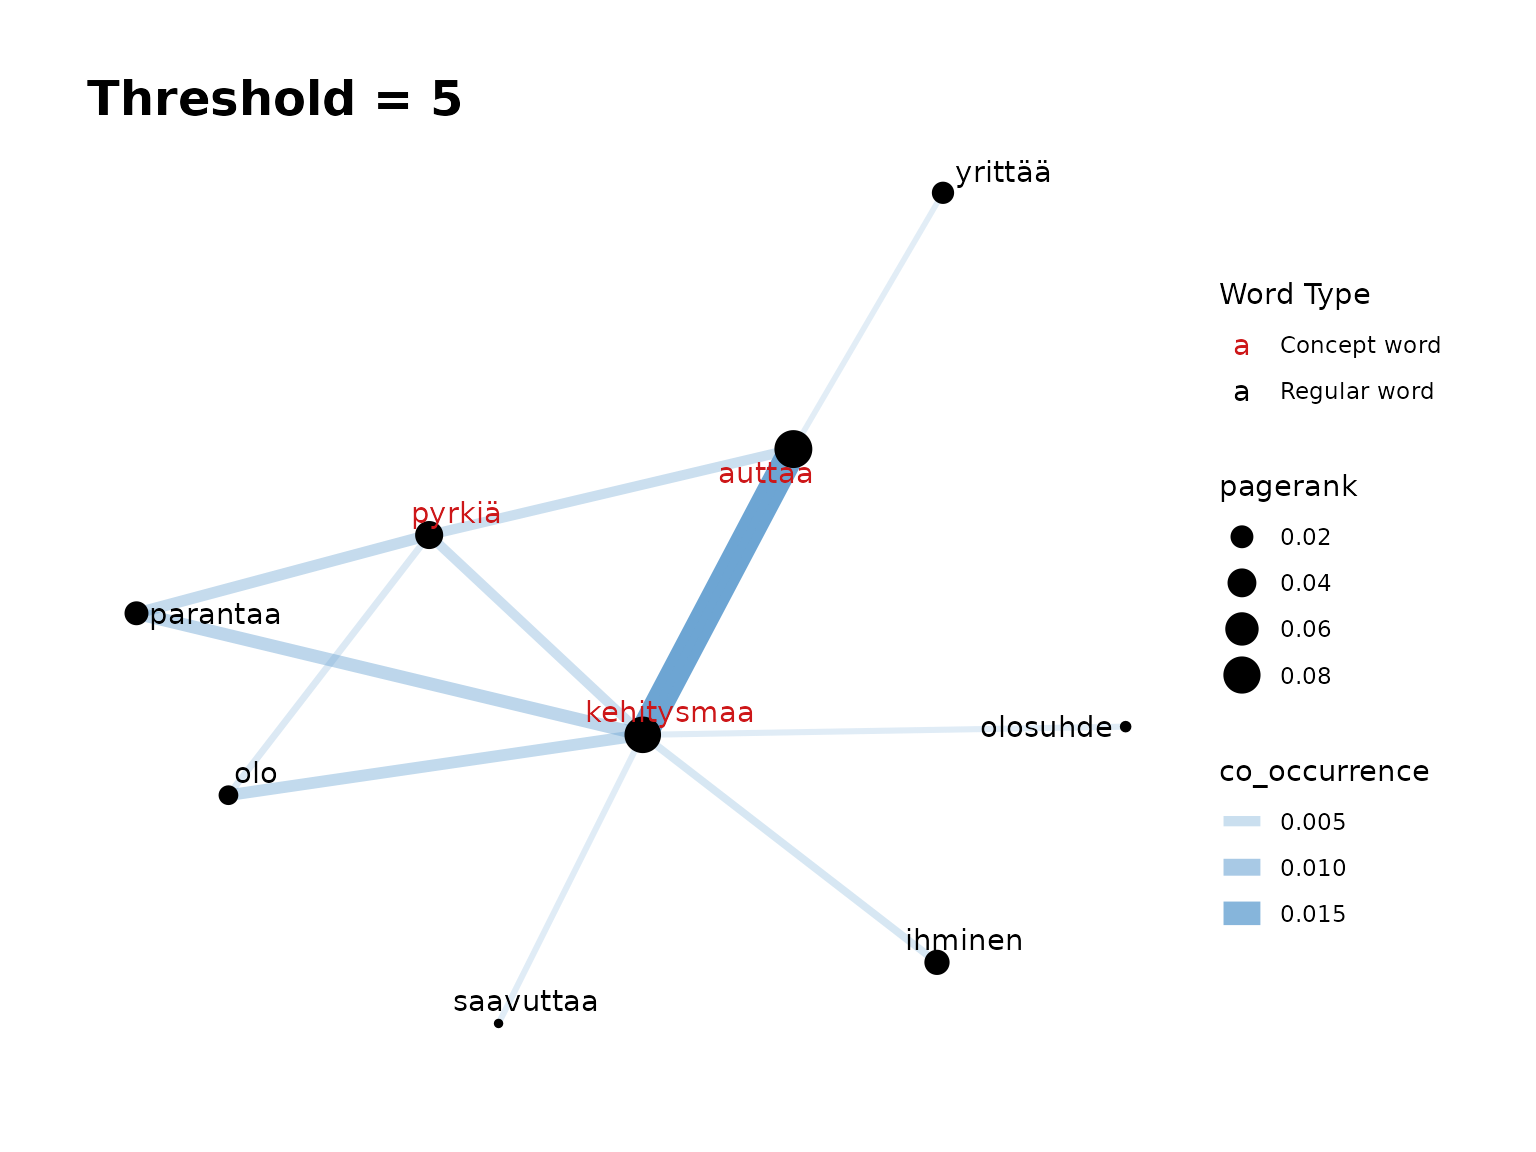 Threshold = 5
yrittää
auttaa
pyrkiä
parantaa
kehitysmaa
olosuhde
olo
ihminen
saavuttaa
Word Type
a Concept word
a Regular word
pagerank
0.02
0.04
0.06
0.08
co_occurrence
0.005
0.010
0.015